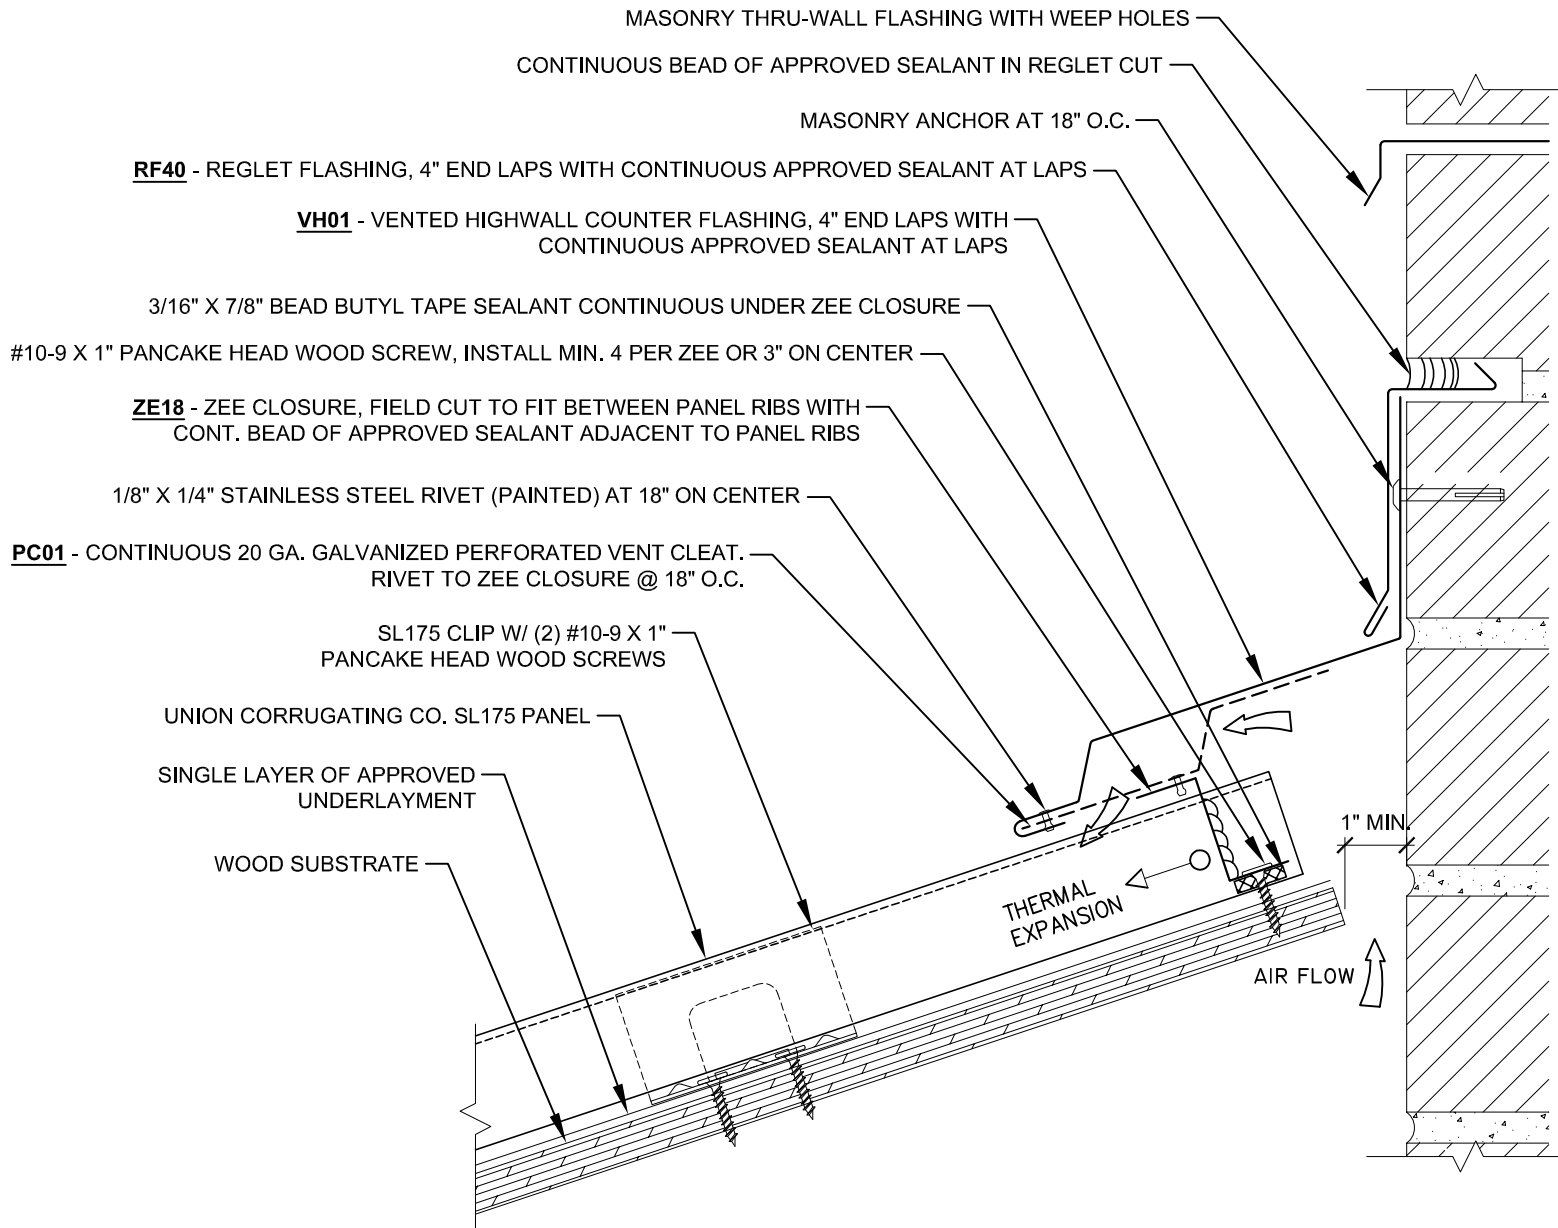 MASONRY THRU-WALL FLASHING WITH WEEP HOLES
CONTINUOUS BEAD OF APPROVED SEALANT IN REGLET CUT
MASONRY ANCHOR AT 18" O.C.
RF40 - REGLET FLASHING, 4" END LAPS WITH CONTINUOUS APPROVED SEALANT AT LAPS
VH01 - VENTED HIGHWALL COUNTER FLASHING, 4" END LAPS WITH
CONTINUOUS APPROVED SEALANT AT LAPS
3/16" X 7/8" BEAD BUTYL TAPE SEALANT CONTINUOUS UNDER ZEE CLOSURE
#10-9 X 1" PANCAKE HEAD WOOD SCREW, INSTALL MIN. 4 PER ZEE OR 3" ON CENTER
ZE18 - ZEE CLOSURE, FIELD CUT TO FIT BETWEEN PANEL RIBS WITH
CONT. BEAD OF APPROVED SEALANT ADJACENT TO PANEL RIBS
1/8" X 1/4" STAINLESS STEEL RIVET (PAINTED) AT 18" ON CENTER
PC01 - CONTINUOUS 20 GA. GALVANIZED PERFORATED VENT CLEAT.
RIVET TO ZEE CLOSURE @ 18" O.C.
SL175 CLIP W/ (2) #10-9 X 1"
PANCAKE HEAD WOOD SCREWS
UNION CORRUGATING CO. SL175 PANEL
SINGLE LAYER OF APPROVED
UNDERLAYMENT
WOOD SUBSTRATE
1" MIN.
THERMAL
EXPANSION
AIR FLOW